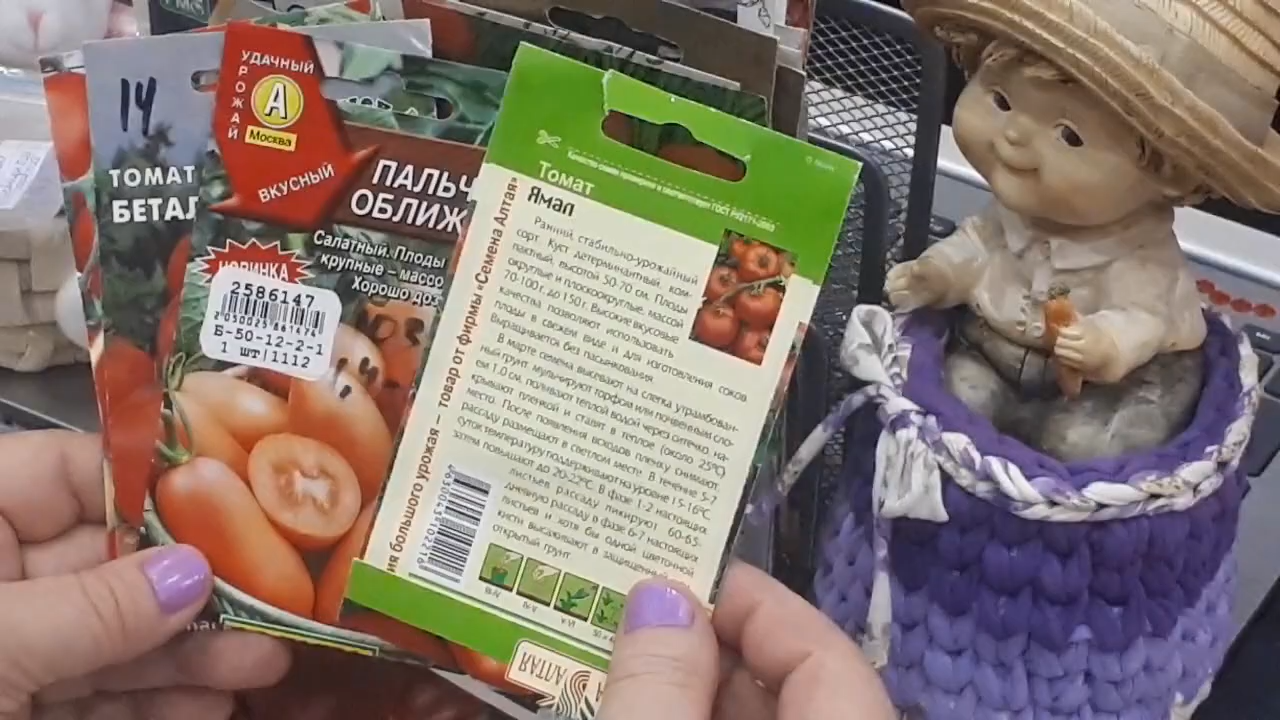 14
ТОМАТ
БЕТАЛ
УДАЧНЫЙ
УРОЖАЙ
А
Москва
ВКУСНЫЙ
ПАЛЬЧ
ОБЛИЖ
Салатный. Плоды
крупные – массо
Хорошо доз
НОВИНКА
2586147
2030025861474
Б-50-12-2-1
1 шт/1112
товар от фирмы «Семена Алтая»
ия большого урожая –
Томат
Ямал
Ранний, стабильно-урожайный
сорт. Куст детерминантный, ком-
пактный, высотой 50-70 см. Плоды
округлые и плоскоокруглые, массой
70-100 г, до 150 г. Высокие вкусовые
качества позволяют использовать
плоды в свежем виде и для изготовления соков.
Выращивается без пасынкования.
В марте семена высевают на слегка утрамбован-
ный грунт, мульчируют торфом или почвенным сло-
ем 1,0 см, поливают теплой водой через ситечко, на-
крывают пленкой и ставят в теплое (около 25°С)
место. После появления всходов пленку снимают,
рассаду размещают в светлом месте. В течение 5-7
суток температуру поддерживают на уровне 15-16°С,
затем повышают до 20-22°С. В фазе 1-2 настоящих
листьев рассаду пикируют. 60-65-
дневную рассаду в фазе 6-7 настоящих
листьев и хотя бы одной цветочной
кисти высаживают в защищенный
открытый грунт.
АЛТАЯ